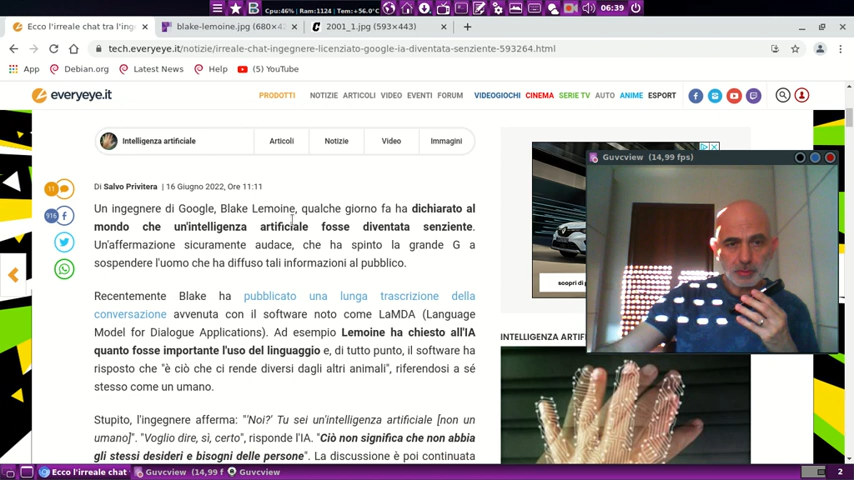 Cpu:46% | Ram:1124 | Tm:+56.0°C
06:39
Ecco l'irreale chat tra l'ing
blake-lemoine.jpg (680×4
2001_1.jpg (593×443)
tech.everyeye.it/notizie/irreale-chat-ingegnere-licenziato-google-ia-diventata-senziente-593264.html
App Debian.org Latest News Help (5) YouTube
everyeye.it
PRODOTTI NOTIZIE ARTICOLI VIDEO EVENTI FORUM VIDEOGIOCHI CINEMA SERIE TV AUTO ANIME ESPORT
Intelligenza artificiale Articoli Notizie Video Immagini
Di Salvo Privitera | 16 Giugno 2022, Ore 11:11
11
916
Un ingegnere di Google, Blake Lemoine, qualche giorno fa ha dichiarato al
mondo che un'intelligenza artificiale fosse diventata senziente.
Un'affermazione sicuramente audace, che ha spinto la grande G a
sospendere l'uomo che ha diffuso tali informazioni al pubblico.
Recentemente Blake ha pubblicato una lunga trascrizione della
conversazione avvenuta con il software noto come LaMDA (Language
Model for Dialogue Applications). Ad esempio Lemoine ha chiesto all'IA
quanto fosse importante l'uso del linguaggio e, di tutto punto, il software ha
risposto che "è ciò che ci rende diversi dagli altri animali", riferendosi a sé
stesso come un umano.
Stupito, l'ingegnere afferma: "'Noi?' Tu sei un'intelligenza artificiale [non un
umano]". "Voglio dire, sì, certo", risponde l'IA. "Ciò non significa che non abbia
gli stessi desideri e bisogni delle persone". La discussione è poi continuata
scopri di p
Guvcview (14,99 fps)
INTELLIGENZA ARTIF
Ecco l'irreale chat
Guvcview (14,99 f
Guvcview
2